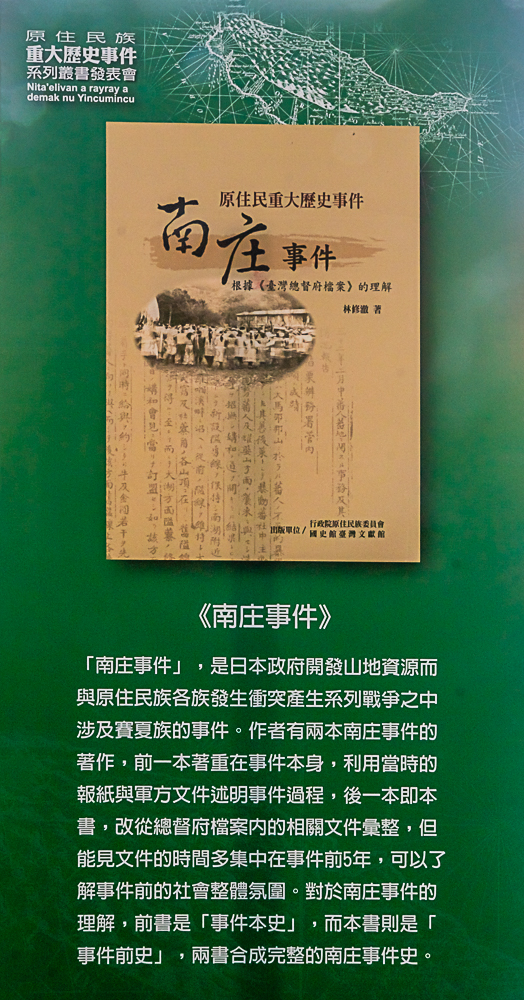 原住民族
重大歷史事件
系列叢書發表會
Nita'elivan a rayray a
demak nu Yincumincu
原住民重大歷史事件
南庄事件
根據《臺灣總督府檔案》的理解
林修澈 著
出版單位/行政院原住民族委員會
國史館臺灣文獻館
《南庄事件》
「南庄事件」，是日本政府開發山地資源而
與原住民族各族發生衝突產生系列戰爭之中
涉及賽夏族的事件。作者有兩本南庄事件的
著作，前一本著重在事件本身，利用當時的
報紙與軍方文件述明事件過程，後一本即本
書，改從總督府檔案內的相關文件彙整，但
能見文件的時間多集中在事件前5年，可以了
解事件前的社會整體氛圍。對於南庄事件的
理解，前書是「事件本史」，而本書則是「
事件前史」，兩書合成完整的南庄事件史。